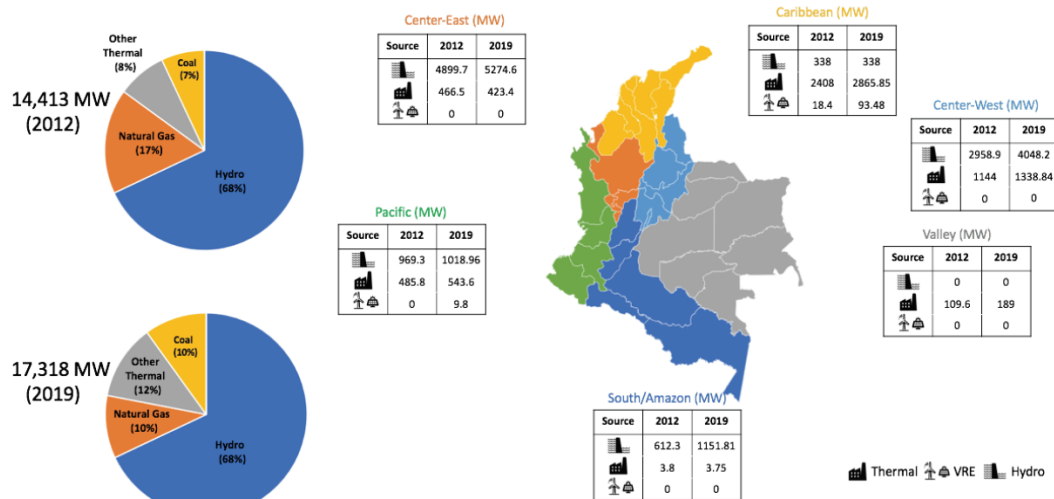 Other
Thermal
(8%)
Coal
(7%)
14,413 MW
(2012)
Natural Gas
(17%)
Hydro
(68%)
17,318 MW
(2019)
Coal
(10%)
Other
Thermal
(12%)
Natural Gas
(10%)
Hydro
(68%)
Center-East (MW)
Source 2012 2019
4899.7 5274.6
466.5 423.4
0 0
Caribbean (MW)
Source 2012 2019
338 338
2408 2865.85
18.4 93.48
Center-West (MW)
Source 2012 2019
2958.9 4048.2
1144 1338.84
0 0
Pacific (MW)
Source 2012 2019
969.3 1018.96
485.8 543.6
0 9.8
Valley (MW)
Source 2012 2019
0 0
109.6 189
0 0
South/Amazon (MW)
Source 2012 2019
612.3 1151.81
3.8 3.75
0 0
Thermal VRE Hydro